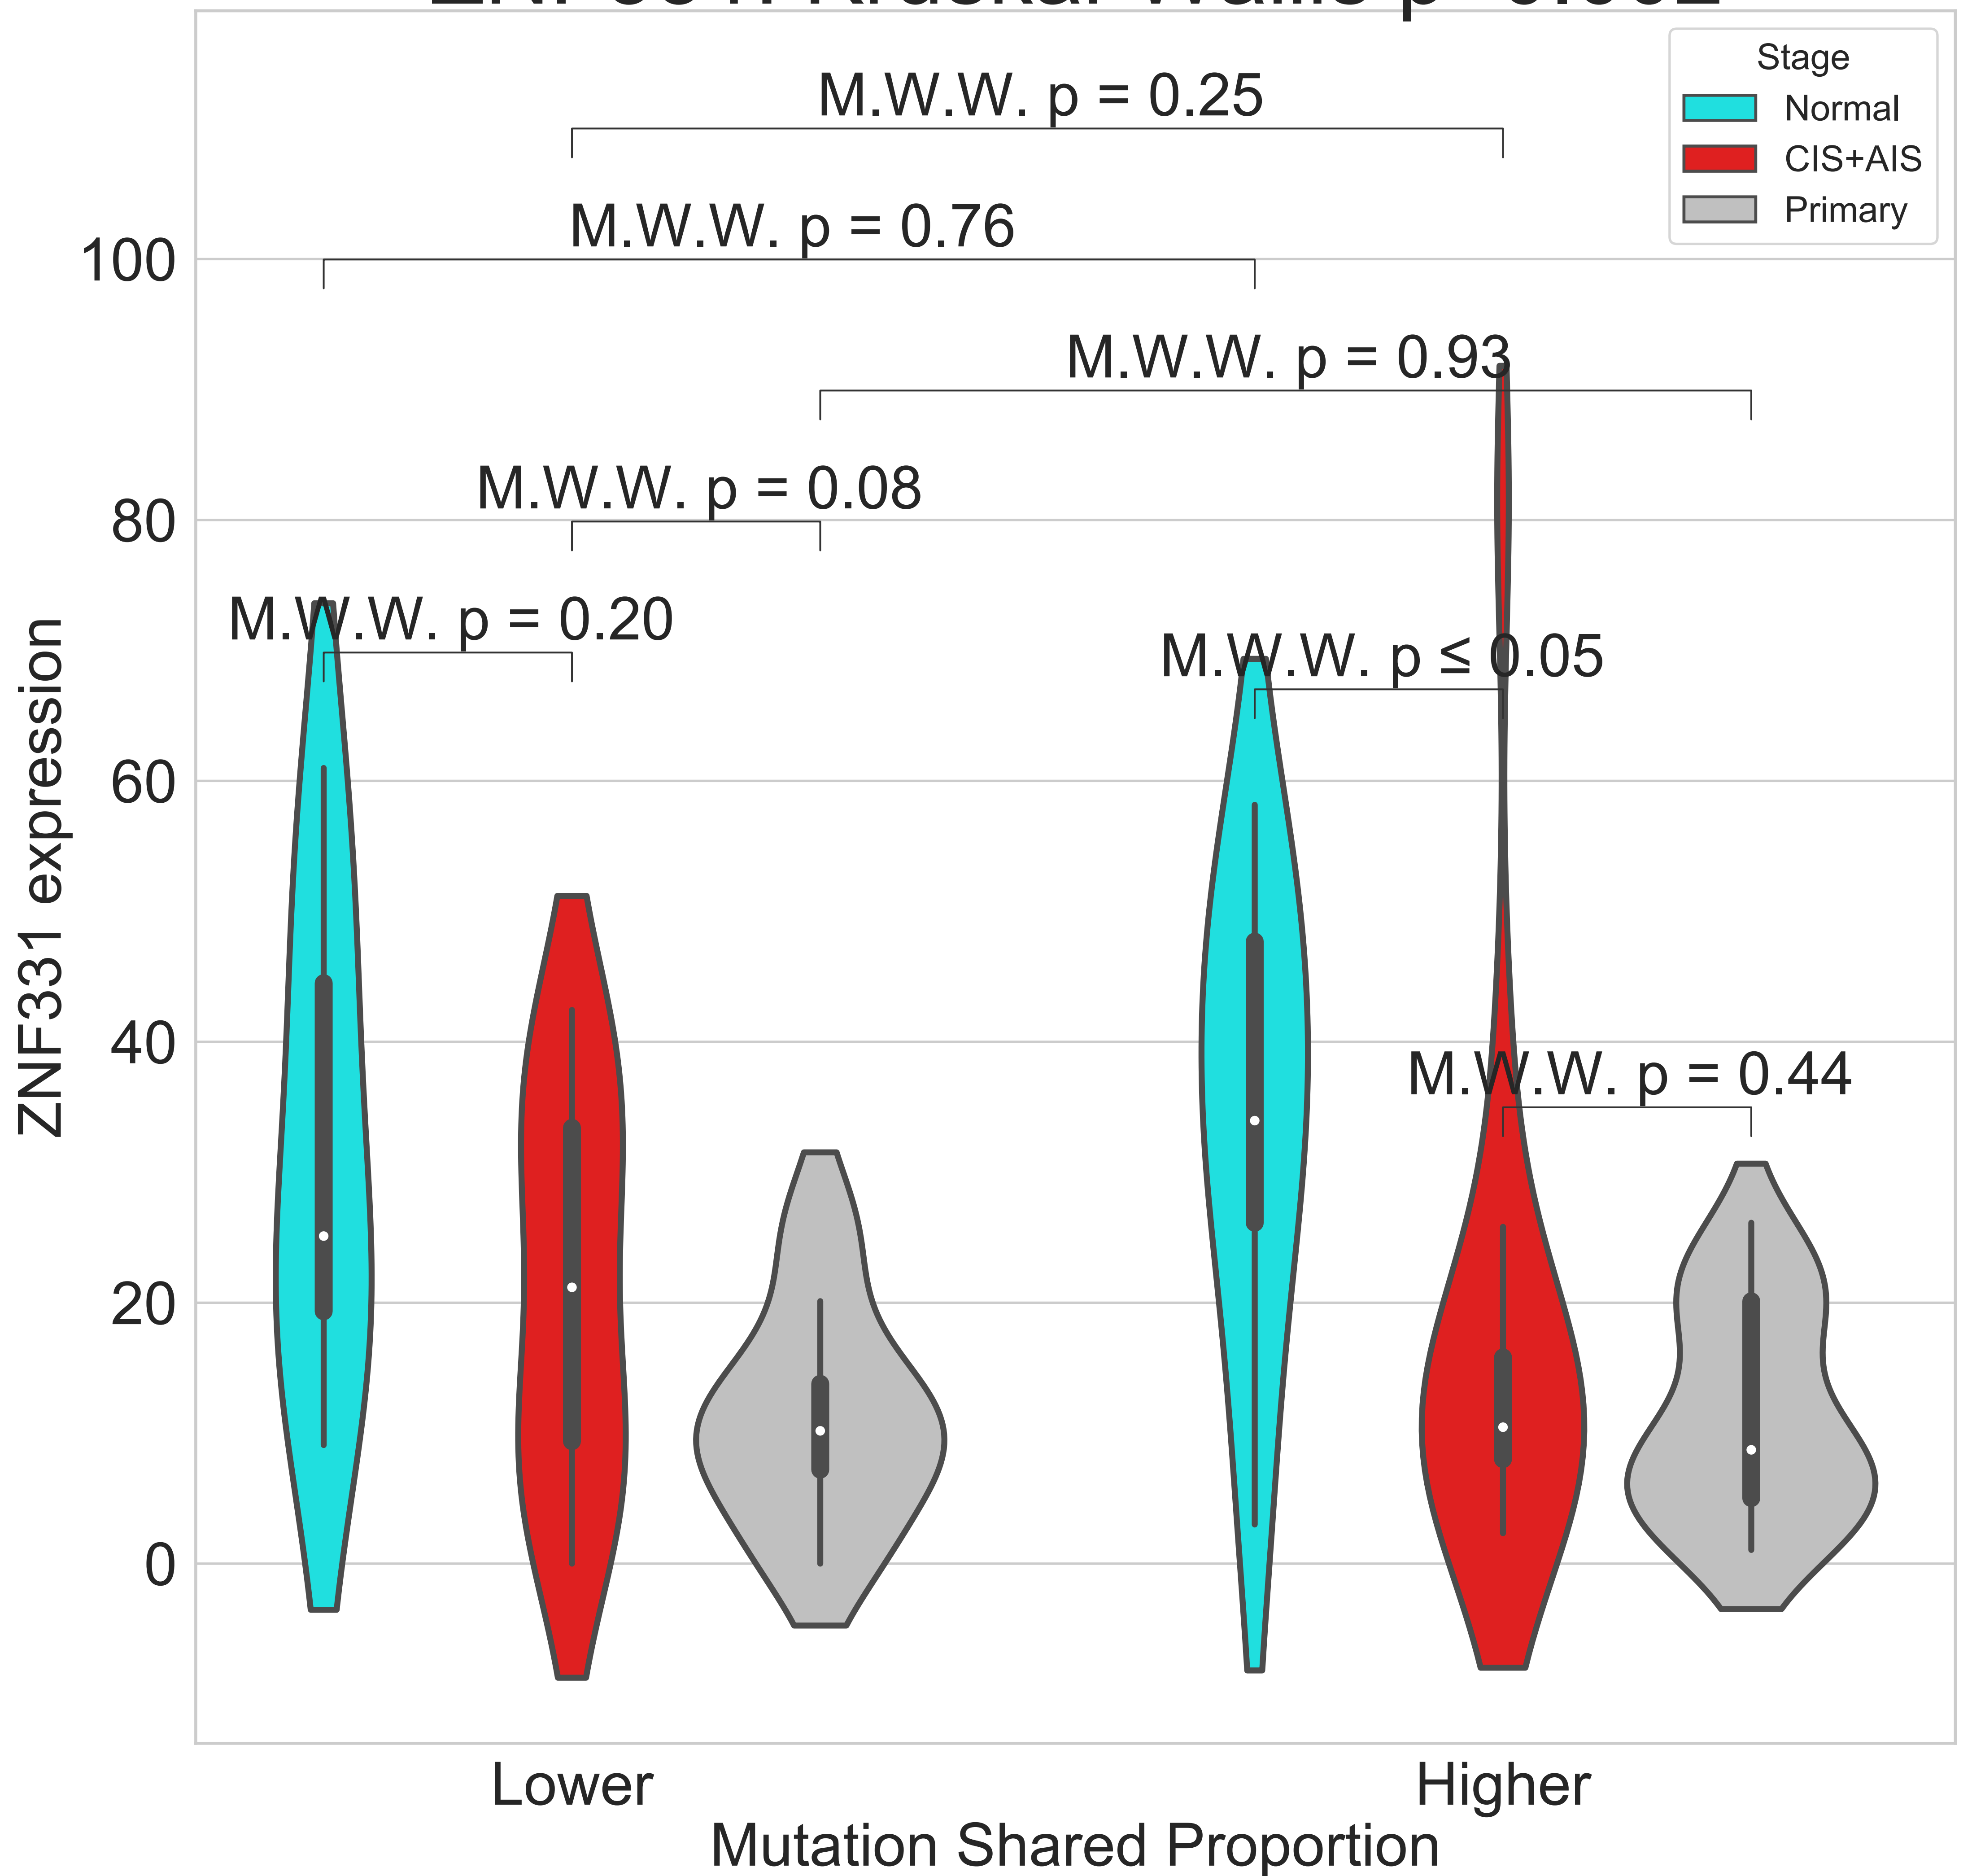 Stage
Normal
CIS+AIS
Primary
M.W.W. p = 0.25
M.W.W. p = 0.76
M.W.W. p = 0.93
M.W.W. p = 0.08
M.W.W. p = 0.20
M.W.W. p ≤ 0.05
M.W.W. p = 0.44
100
80
60
40
20
0
ZNF331 expression
Lower
Higher
Mutation Shared Proportion